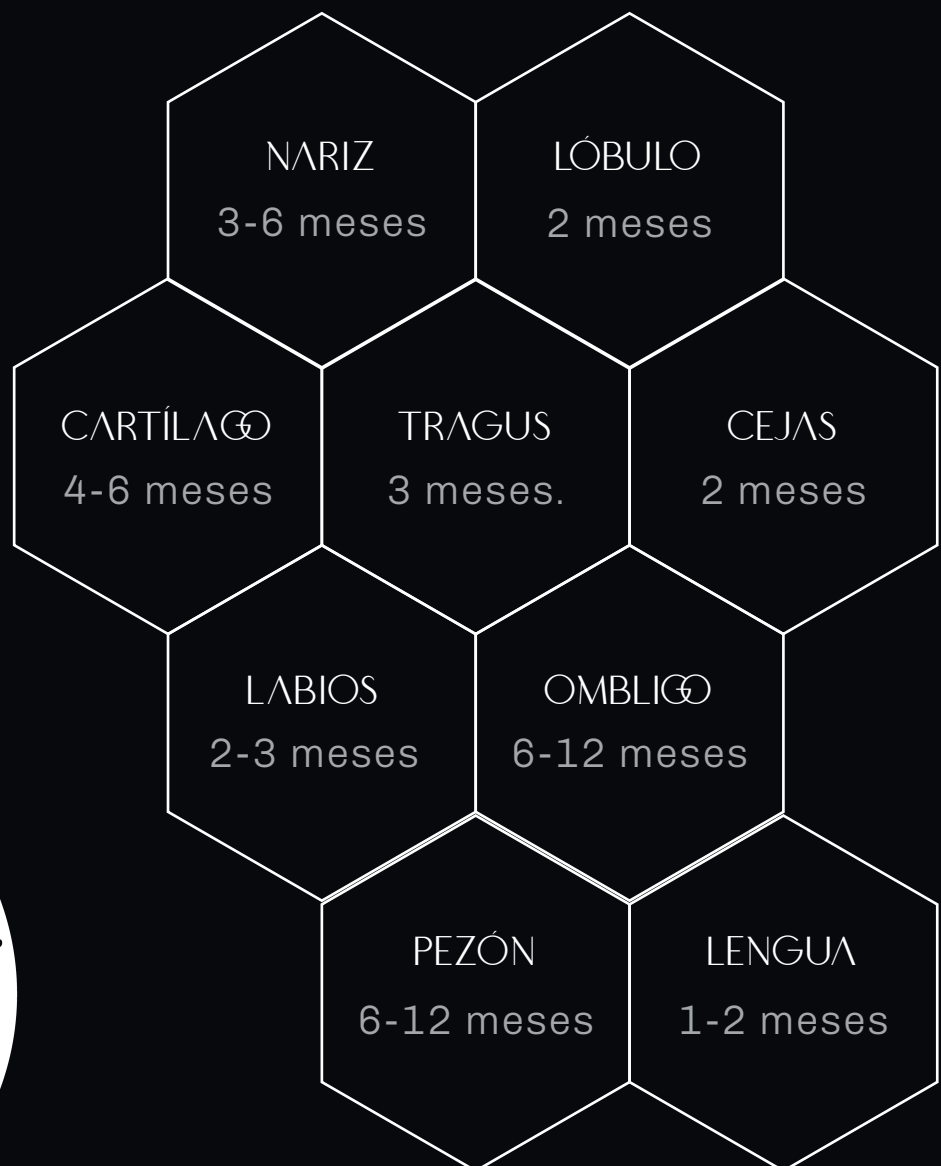 NARIZ
3-6 meses
LÓBULO
2 meses
CARTÍLAGO
4-6 meses
TRAGUS
3 meses.
CEJAS
2 meses
LABIOS
2-3 meses
OMBLIGO
6-12 meses
PEZÓN
6-12 meses
LENGUA
1-2 meses